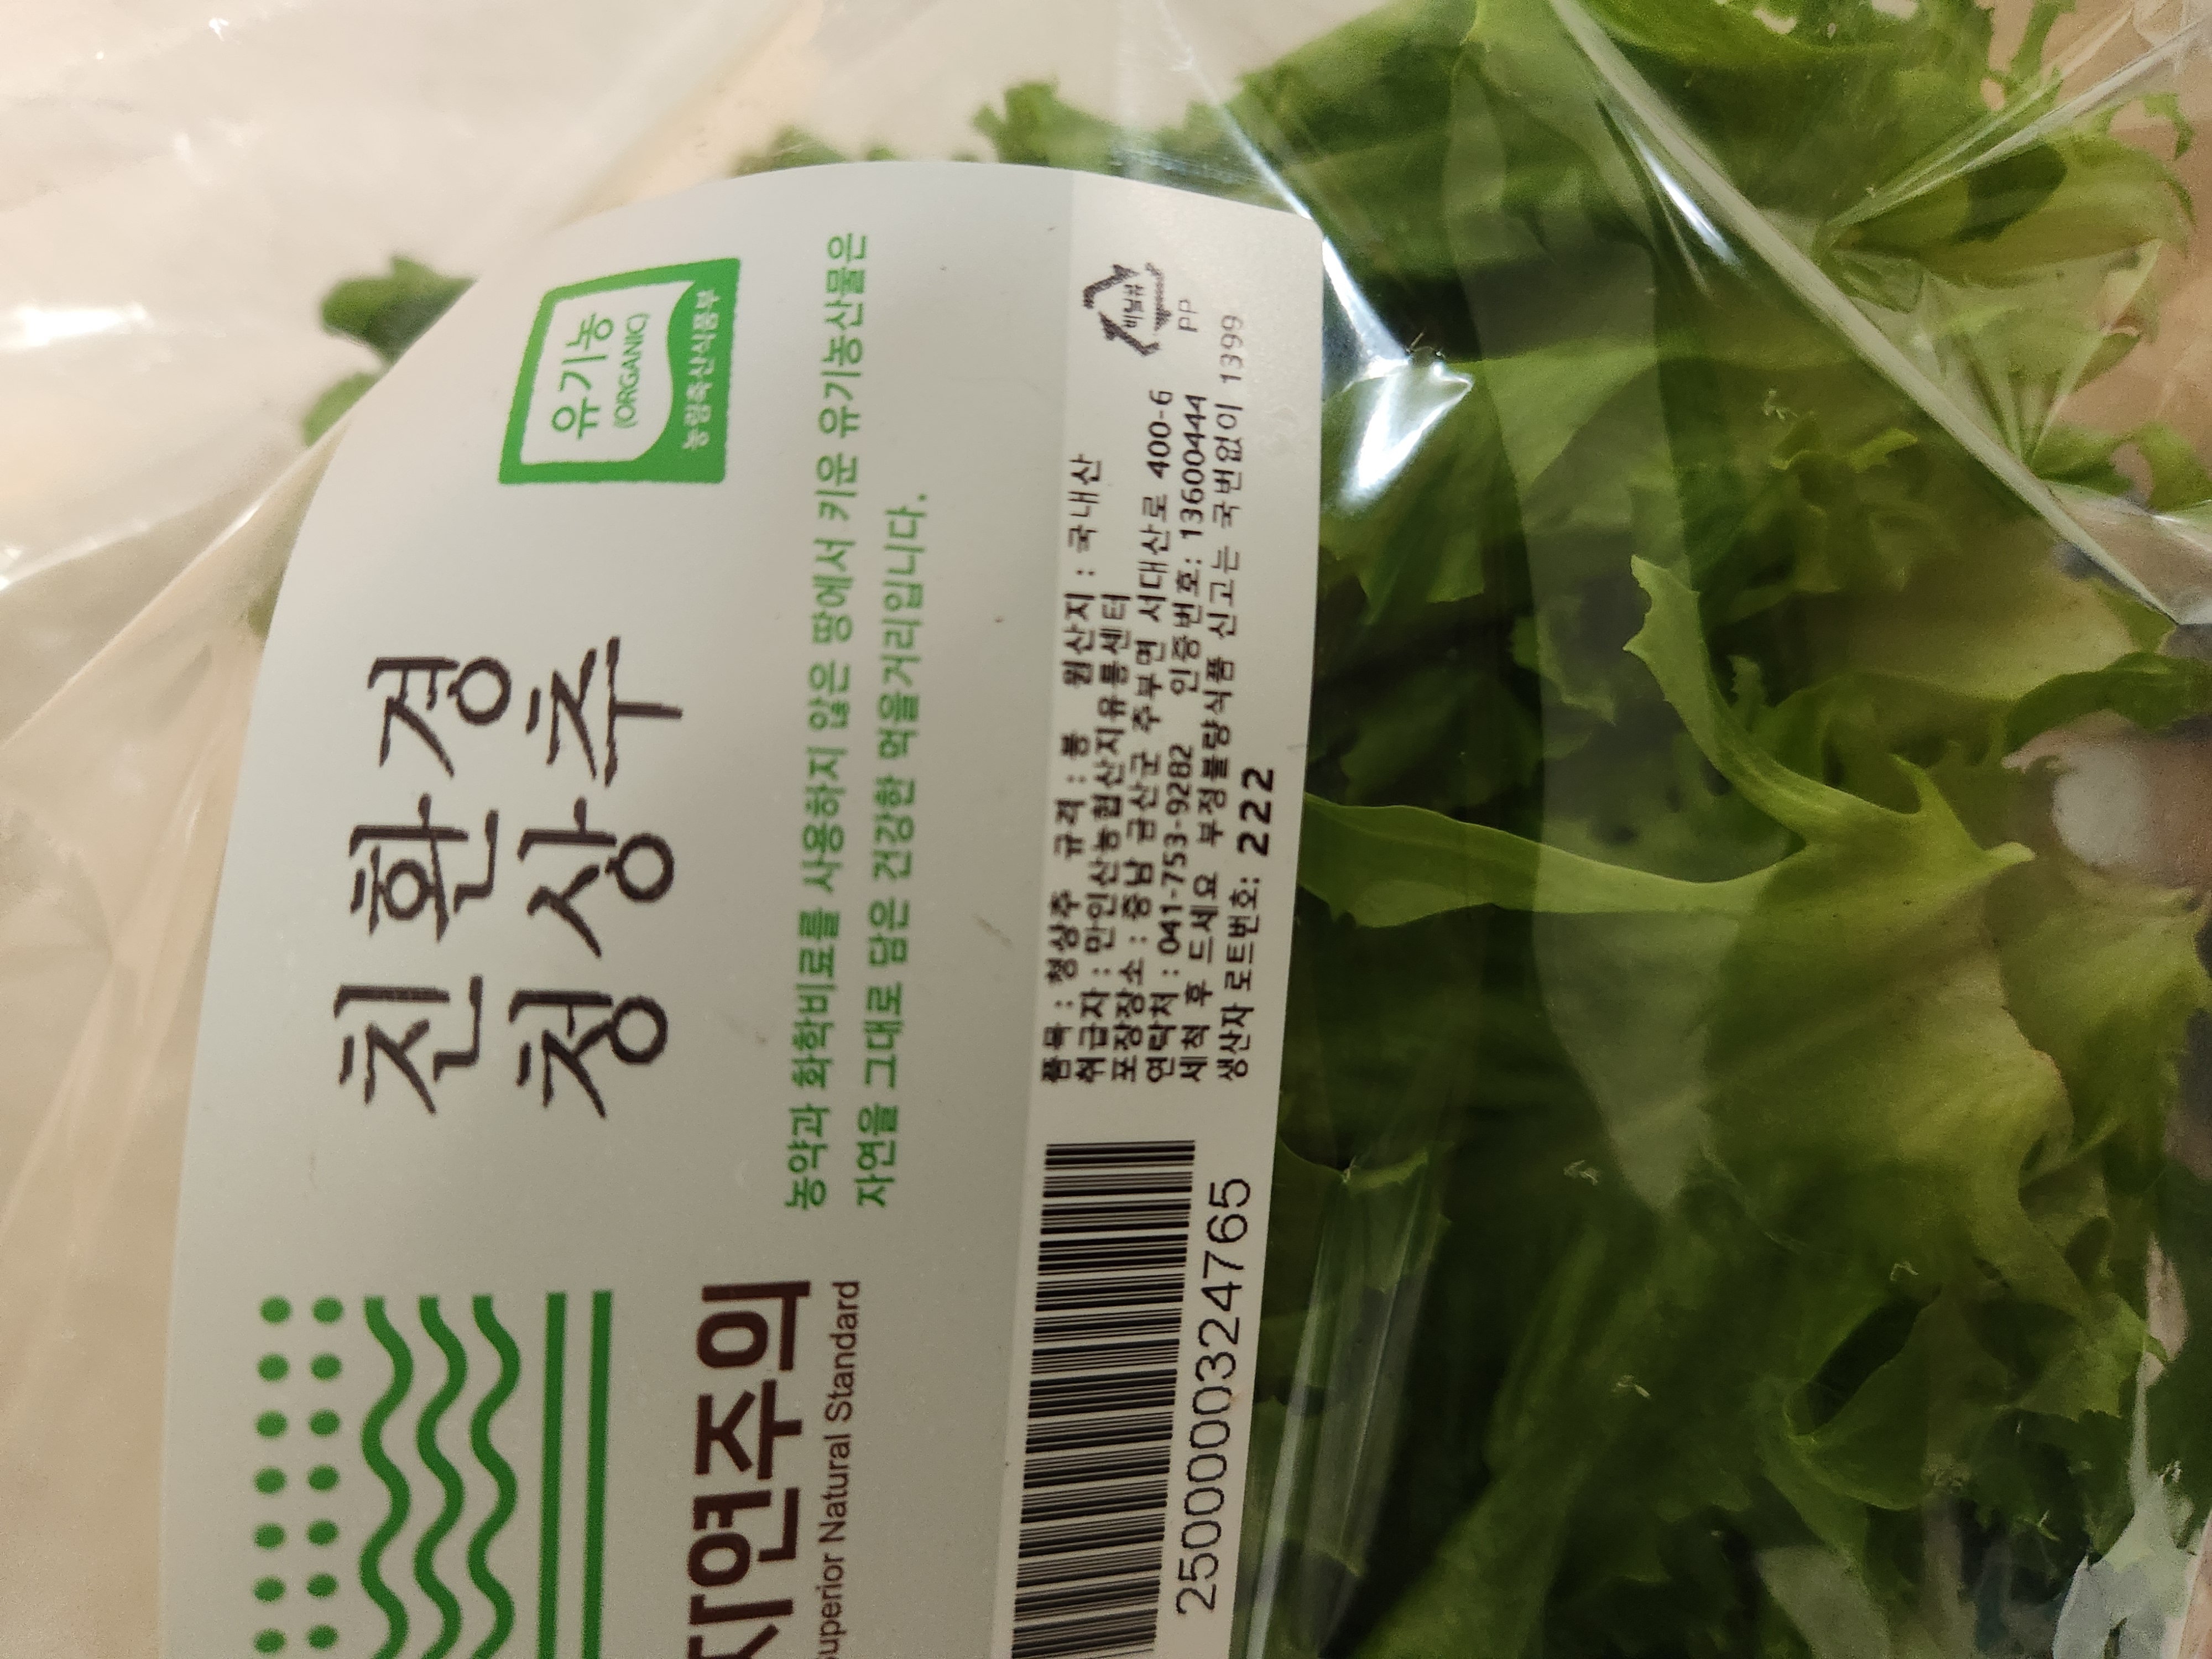 자연주의
Superior Natural Standard
친환경
청상추
유기농
(ORGANIC)
농림축산식품부
농약과 화학비료를 사용하지 않은 땅에서 키운 유기농산물은
자연을 그대로 담은 건강한 먹을거리입니다.
품목 : 청상추 규격 : 봉 원산지 : 국내산
취급자 : 만인산농협산지유통센터
포장장소 : 충남 금산군 추부면 서대산로 400-6
연락처 : 041-753-9282 인증번호: 13600444
세척 후 드세요 부정불량식품 신고는 국번없이 1399
생산자 로트번호: 222
비닐류
PP
2500000324765